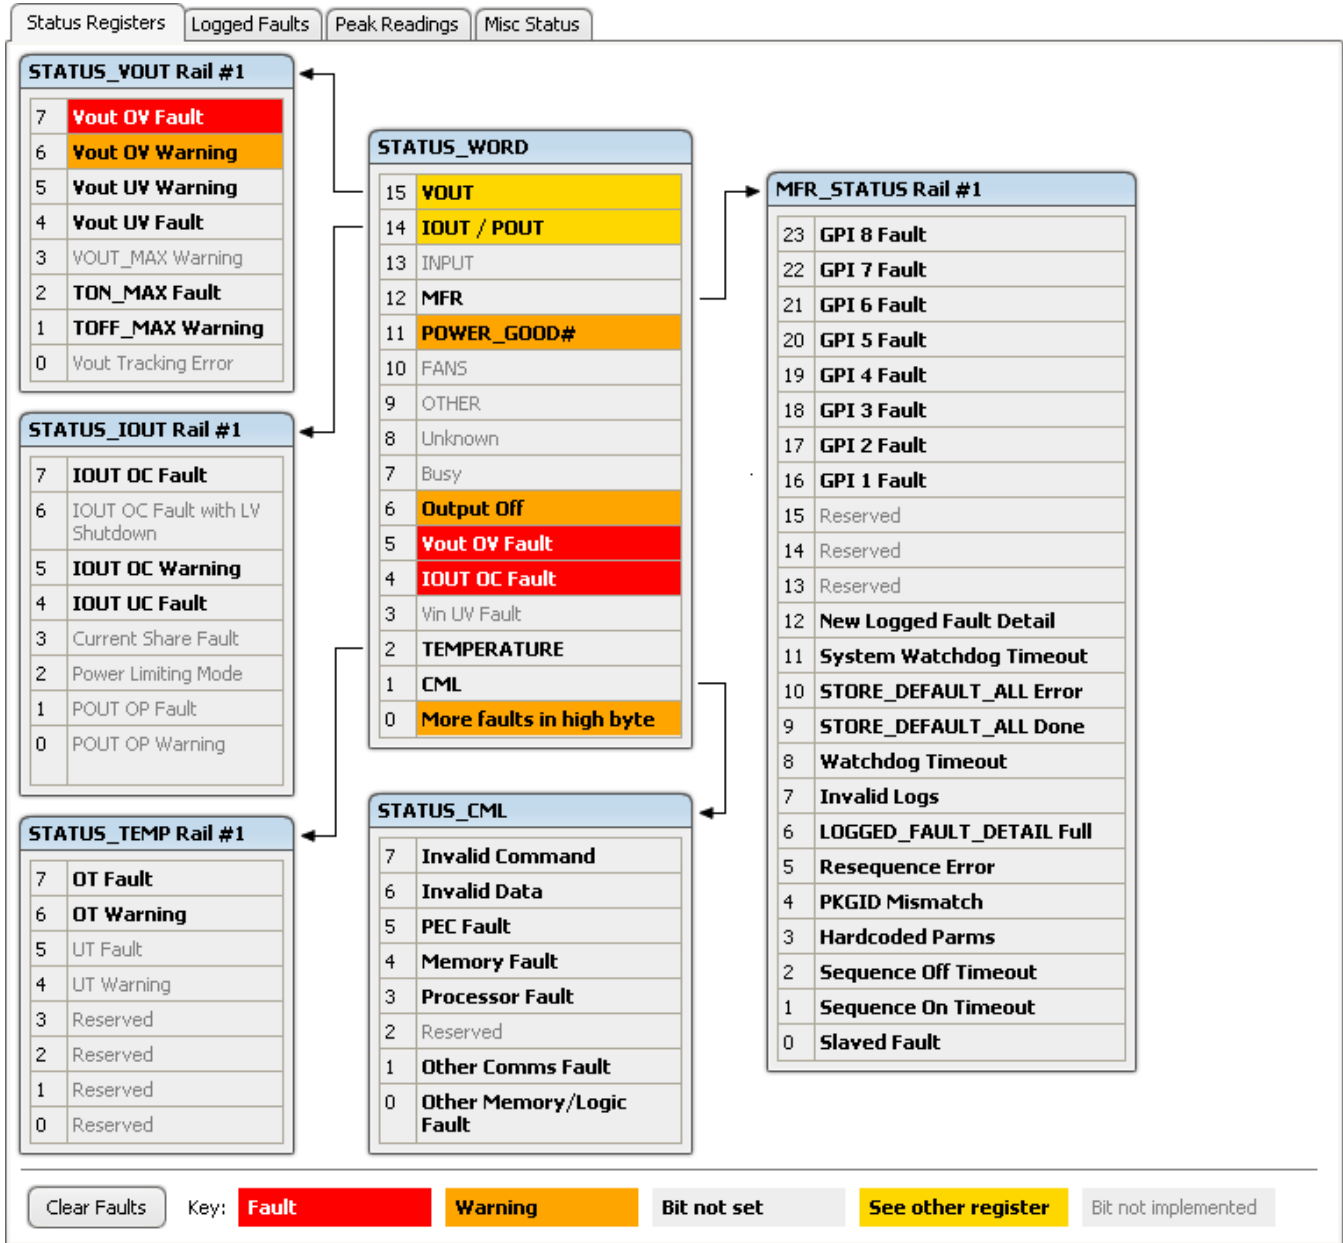 Status Registers
Logged Faults
Peak Readings
Misc Status
STATUS_VOUT Rail #1
7 Vout OV Fault
6 Vout OV Warning
5 Vout UV Warning
4 Vout UV Fault
3 VOUT_MAX Warning
2 TON_MAX Fault
1 TOFF_MAX Warning
0 Vout Tracking Error
STATUS_IOUT Rail #1
7 IOUT OC Fault
6 IOUT OC Fault with LV
Shutdown
5 IOUT OC Warning
4 IOUT UC Fault
3 Current Share Fault
2 Power Limiting Mode
1 POUT OP Fault
0 POUT OP Warning
STATUS_TEMP Rail #1
7 OT Fault
6 OT Warning
5 UT Fault
4 UT Warning
3 Reserved
2 Reserved
1 Reserved
0 Reserved
STATUS_WORD
15 VOUT
14 IOUT / POUT
13 INPUT
12 MFR
11 POWER_GOOD#
10 FANS
9 OTHER
8 Unknown
7 Busy
6 Output Off
5 Vout OV Fault
4 IOUT OC Fault
3 Vin UV Fault
2 TEMPERATURE
1 CML
0 More faults in high byte
STATUS_CML
7 Invalid Command
6 Invalid Data
5 PEC Fault
4 Memory Fault
3 Processor Fault
2 Reserved
1 Other Comms Fault
0 Other Memory/Logic
Fault
MFR_STATUS Rail #1
23 GPI 8 Fault
22 GPI 7 Fault
21 GPI 6 Fault
20 GPI 5 Fault
19 GPI 4 Fault
18 GPI 3 Fault
17 GPI 2 Fault
16 GPI 1 Fault
15 Reserved
14 Reserved
13 Reserved
12 New Logged Fault Detail
11 System Watchdog Timeout
10 STORE_DEFAULT_ALL Error
9 STORE_DEFAULT_ALL Done
8 Watchdog Timeout
7 Invalid Logs
6 LOGGED_FAULT_DETAIL Full
5 Resequence Error
4 PKGID Mismatch
3 Hardcoded Parms
2 Sequence Off Timeout
1 Sequence On Timeout
0 Slaved Fault
Clear Faults Key: Fault Warning Bit not set See other register Bit not implemented